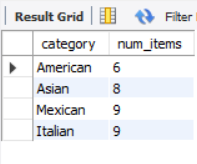 Result Grid Filter
category num_items
American 6
Asian 8
Mexican 9
Italian 9